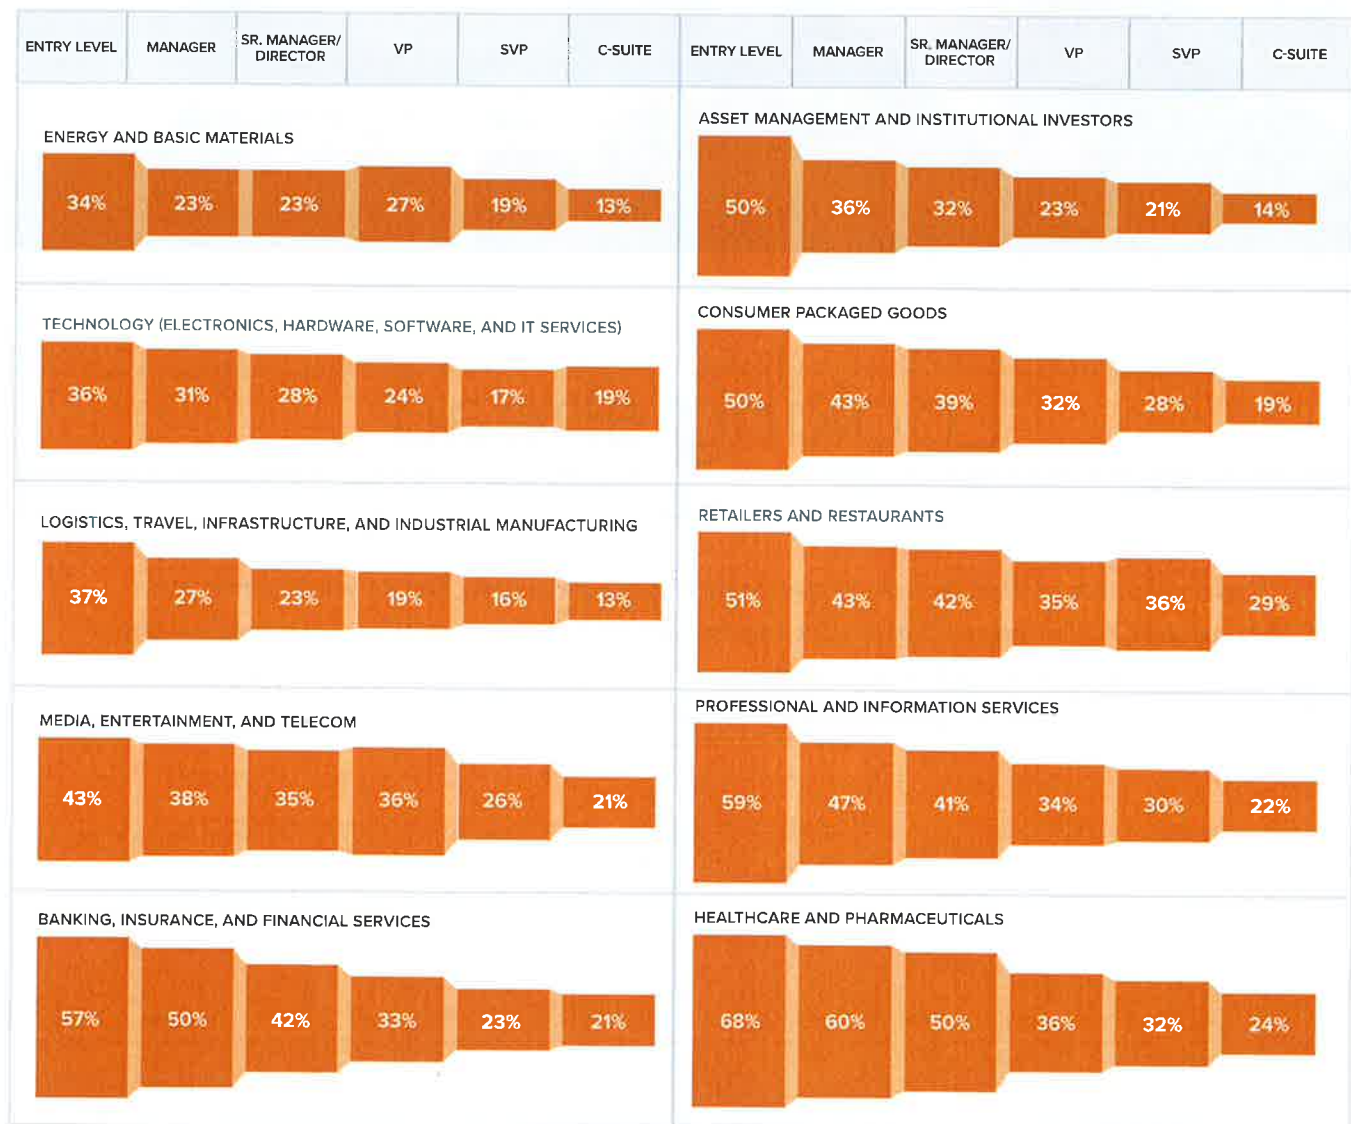 ENTRY LEVEL MANAGER SR. MANAGER/ DIRECTOR VP SVP C-SUITE
ENERGY AND BASIC MATERIALS
34% 23% 23% 27% 19% 13%
TECHNOLOGY (ELECTRONICS, HARDWARE, SOFTWARE, AND IT SERVICES)
36% 31% 28% 24% 17% 19%
LOGISTICS, TRAVEL, INFRASTRUCTURE, AND INDUSTRIAL MANUFACTURING
37% 27% 23% 19% 16% 13%
MEDIA, ENTERTAINMENT, AND TELECOM
43% 38% 35% 36% 26% 21%
BANKING, INSURANCE, AND FINANCIAL SERVICES
57% 50% 42% 33% 23% 21%
ENTRY LEVEL MANAGER SR. MANAGER/ DIRECTOR VP SVP C-SUITE
ASSET MANAGEMENT AND INSTITUTIONAL INVESTORS
50% 36% 32% 23% 21% 14%
CONSUMER PACKAGED GOODS
50% 43% 39% 32% 28% 19%
RETAILERS AND RESTAURANTS
51% 43% 42% 35% 36% 29%
PROFESSIONAL AND INFORMATION SERVICES
59% 47% 41% 34% 30% 22%
HEALTHCARE AND PHARMACEUTICALS
68% 60% 50% 36% 32% 24%